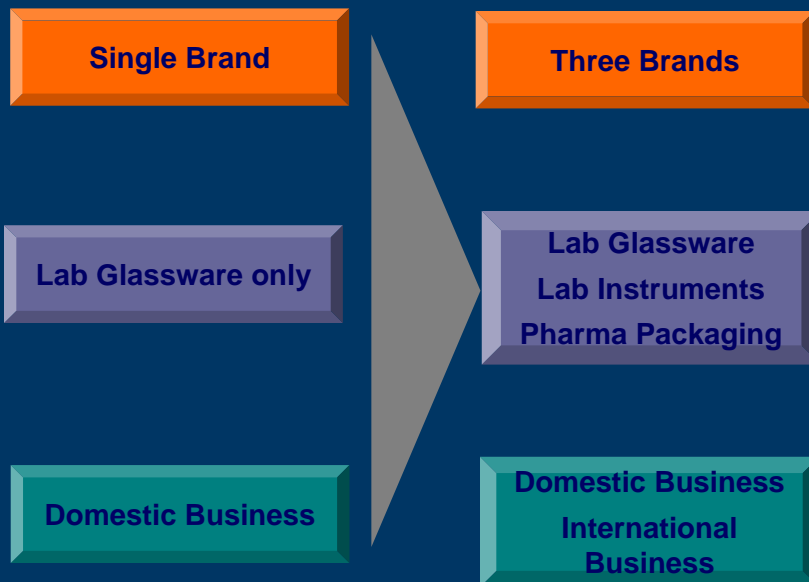 Single Brand
Three Brands
Lab Glassware only
Lab Glassware
Lab Instruments
Pharma Packaging
Domestic Business
Domestic Business
International
Business